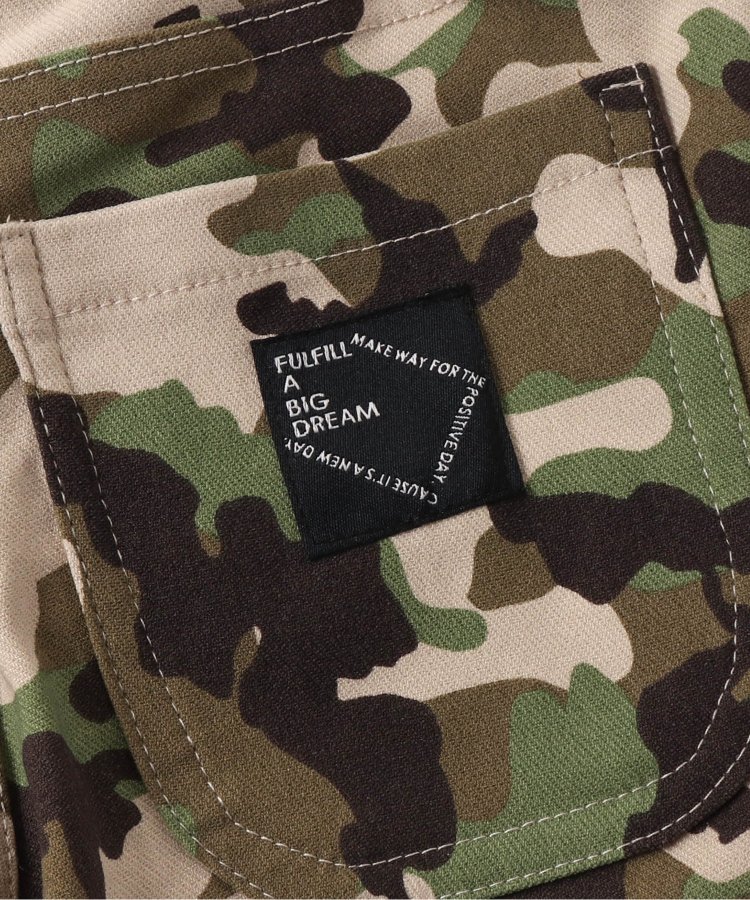 FULFILL
A
BIG
DREAM
MAKE WAY FOR THE
POSITIVE DAY.
CAUSE IT'S A NEW DAY.